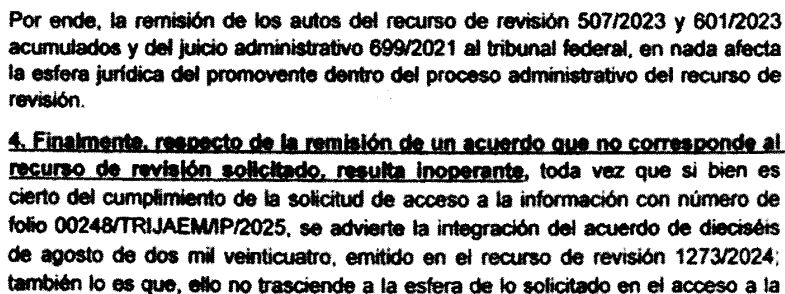 Por ende, la remisión de los autos del recurso de revisión 507/2023 y 601/2023
acumulados y del juicio administrativo 699/2021 al tribunal federal, en nada afecta
la esfera jurídica del promovente dentro del proceso administrativo del recurso de
revisión.
4. Finalmente, respecto de la remisión de un acuerdo que no corresponde al
recurso de revisión solicitado, resulta inoperante, toda vez que si bien es
cierto del cumplimiento de la solicitud de acceso a la información con número de
folio 00248/TRIJAEM/IP/2025, se advierte la integración del acuerdo de dieciséis
de agosto de dos mil veinticuatro, emitido en el recurso de revisión 1273/2024;
también lo es que, ello no trasciende a la esfera de lo solicitado en el acceso a la